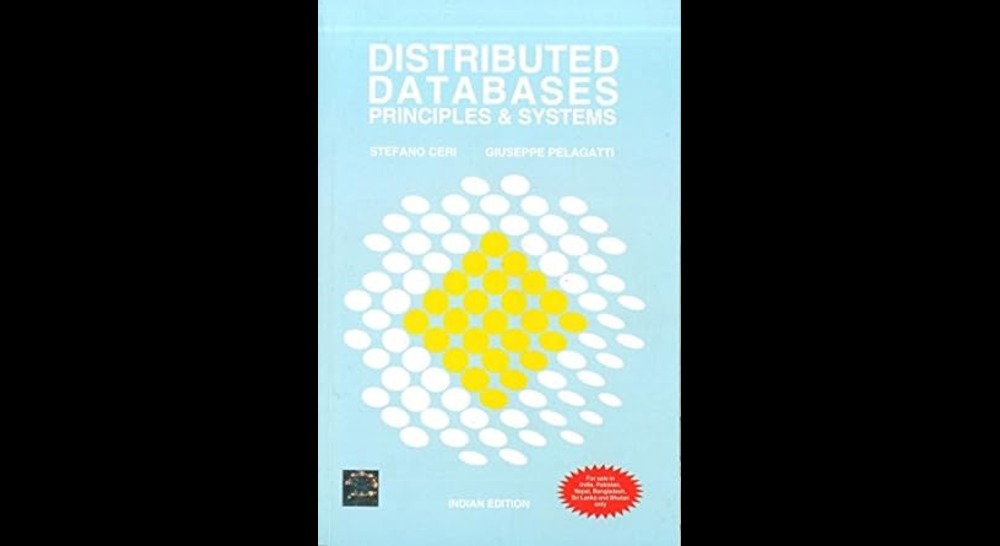 DISTRIBUTED
DATABASES
PRINCIPLES & SYSTEMS
STEFANO CERI GIUSEPPE PELAGATTI
INDIAN EDITION
For sale in
India, Pakistan,
Nepal, Bangladesh,
Sri Lanka and Bhutan
only